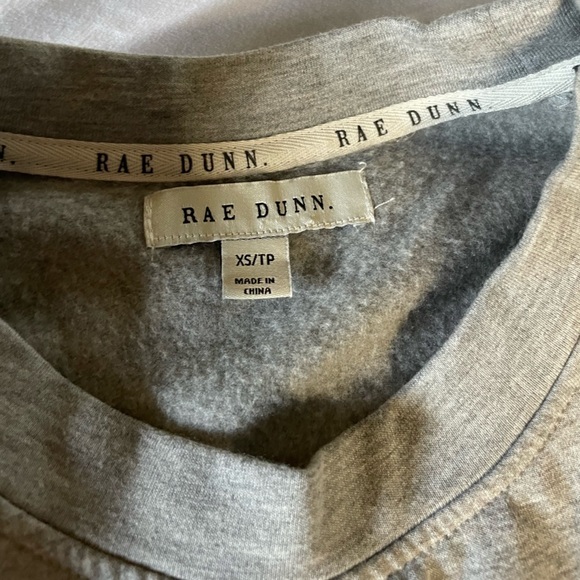 N. RAE DUNN. RAE DUNN.
RAE DUNN.
XS/TP
MADE IN
CHINA